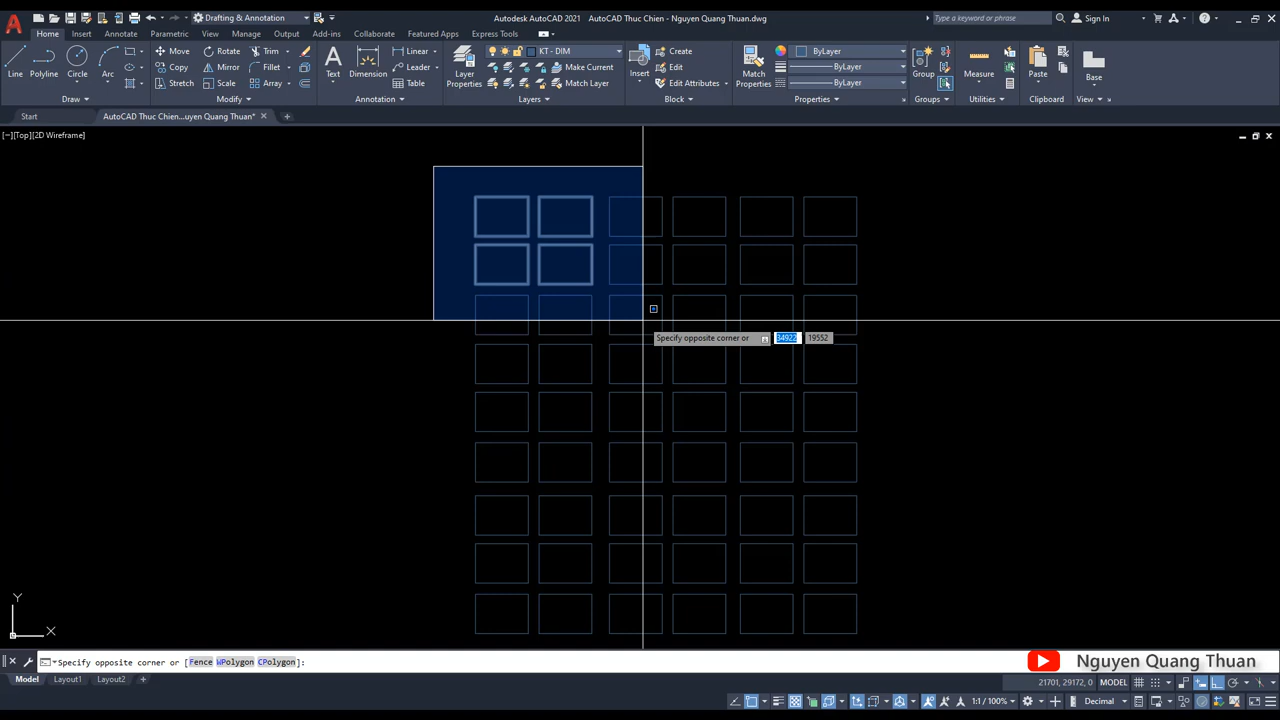 Drafting & Annotation
Autodesk AutoCAD 2021 AutoCAD Thuc Chien - Nguyen Quang Thuan.dwg
Type a keyword or phrase
Sign In
Home Insert Annotate Parametric View Manage Output Add-ins Collaborate Express Tools Featured Apps
Line Polyline Circle Arc
Move Rotate Trim
Copy Mirror Fillet
Stretch Scale Array
Text Dimension
Linear
Leader
Table
Layer Properties
KT - DIM
Make Current
Match Layer
Insert
Create
Edit
Edit Attributes
Match Properties
ByLayer
ByLayer
ByLayer
Group
Measure
Paste
Base
Draw Modify Annotation Layers Block Properties Groups Utilities Clipboard View
Start AutoCAD Thuc Chien...uyen Quang Thuan*
[−][Top][2D Wireframe]
Specify opposite corner or 34922 19552
Y
X
Specify opposite corner or [Fence WPolygon CPolygon]:
Nguyen Quang Thuan
Model Layout1 Layout2
21701, 29172, 0 MODEL
1:1 / 100% Decimal